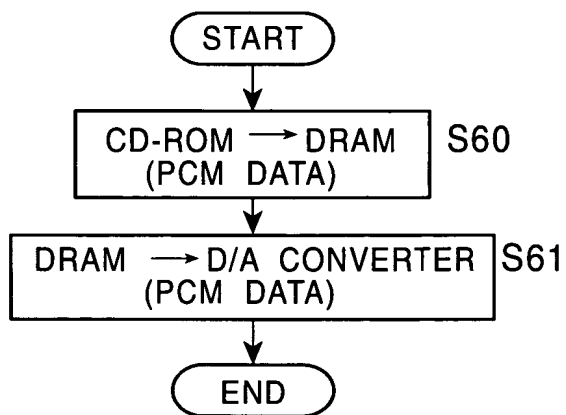 START
CD-ROM → DRAM S60
(PCM DATA)
DRAM → D/A CONVERTER S61
(PCM DATA)
END